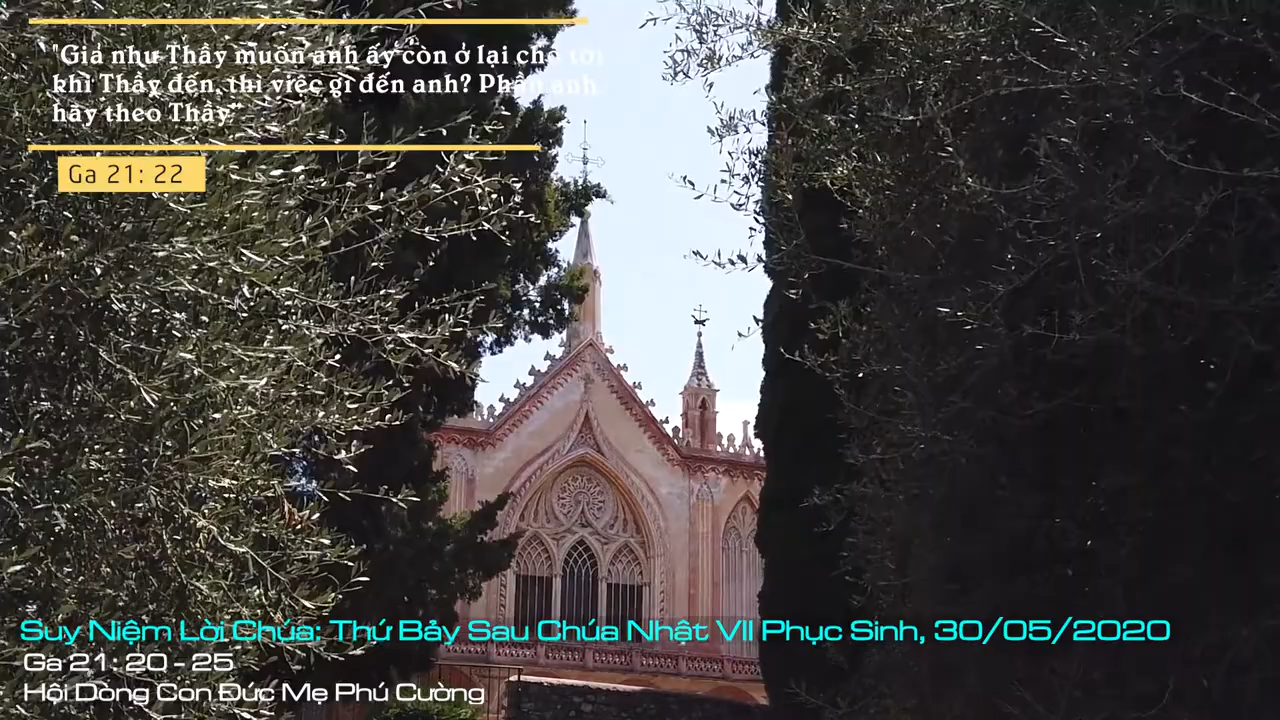 "Giả như Thầy muốn anh ấy còn ở lại cho tới
khi Thầy đến, thì việc gì đến anh? Phần anh
hãy theo Thầy"
Ga 21: 22
Suy Niệm Lời Chúa: Thứ Bảy Sau Chúa Nhật VII Phục Sinh, 30/05/2020
Ga 21: 20 - 25
Hội Dòng Con Đức Mẹ Phú Cường